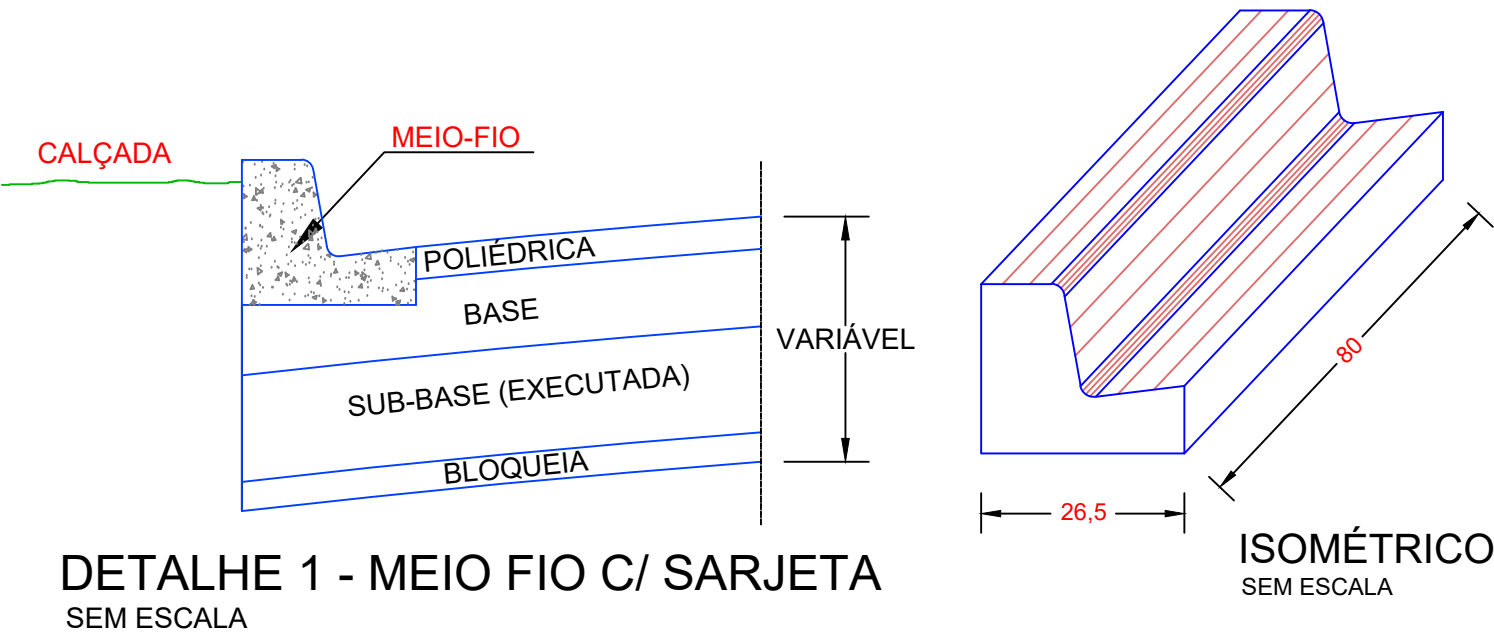 CALÇADA
MEIO-FIO
POLIÉDRICA
BASE
VARIÁVEL
SUB-BASE (EXECUTADA)
BLOQUEIA
DETALHE 1 - MEIO FIO C/ SARJETA
SEM ESCALA
80
26,5
ISOMÉTRICO
SEM ESCALA